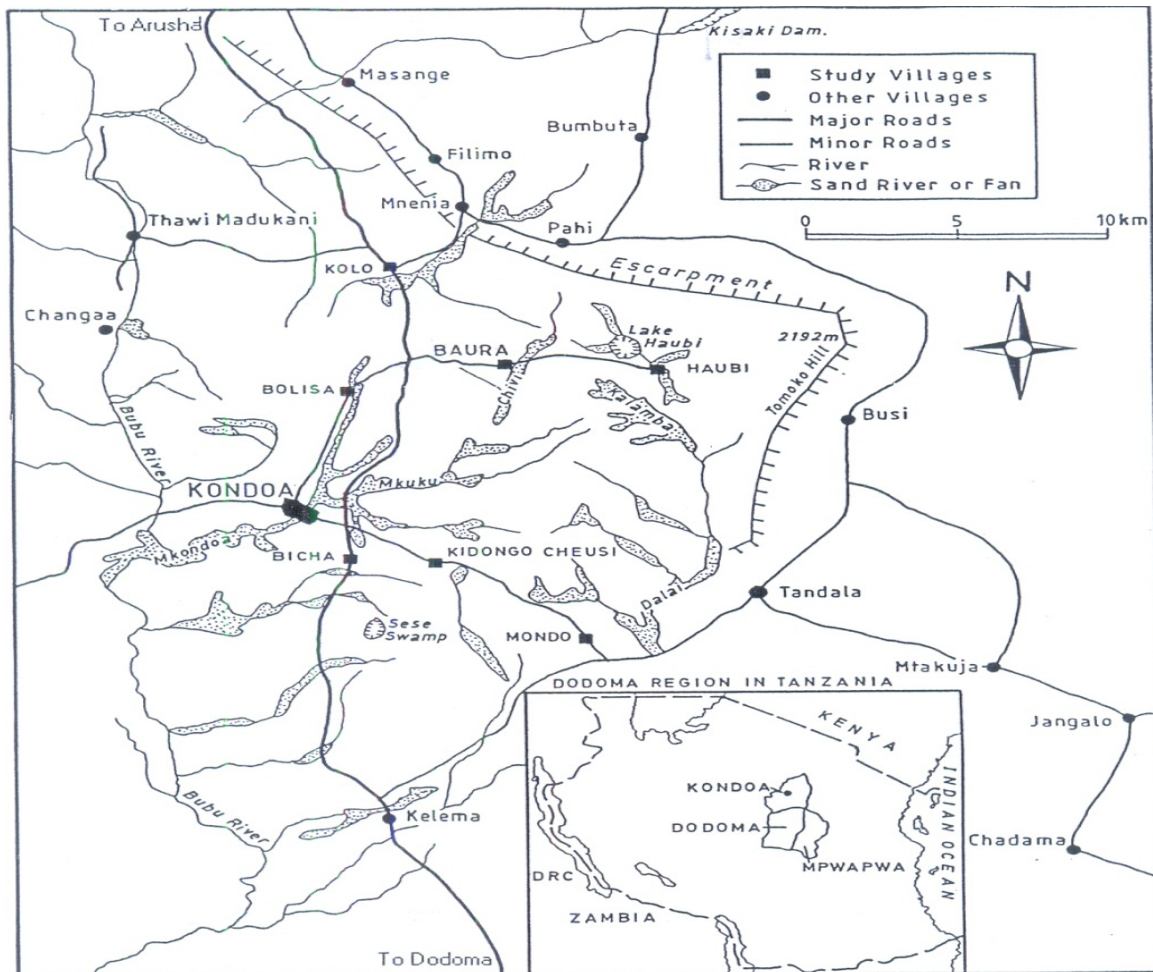 To Arusha
Kisaki Dam.
Study Villages
Other Villages
Major Roads
Minor Roads
River
Sand River or Fan
0 5 10 km
N
Masange
Bumbuta
Filimo
Mnenia
Thawi Madukani
Pahi
KOLO
Escarpment
Changaa
2192m
Lake
Haubi
BAURA
HAUBI
BOLISA
Chivi
Tomoko Hill
Kalamba
Busi
Bubu River
KONDOA
Mkuku
Mkondoa
BICHA
KIDONGO CHEUSI
Dalai
Tandala
Sese
Swamp
MONDO
Mtakuja
Jangalo
Bubu River
Kelema
Chadama
To Dodoma
DODOMA REGION IN TANZANIA
KENYA
KONDOA
DODOMA
INDIAN OCEAN
MPWAPWA
DRC
ZAMBIA